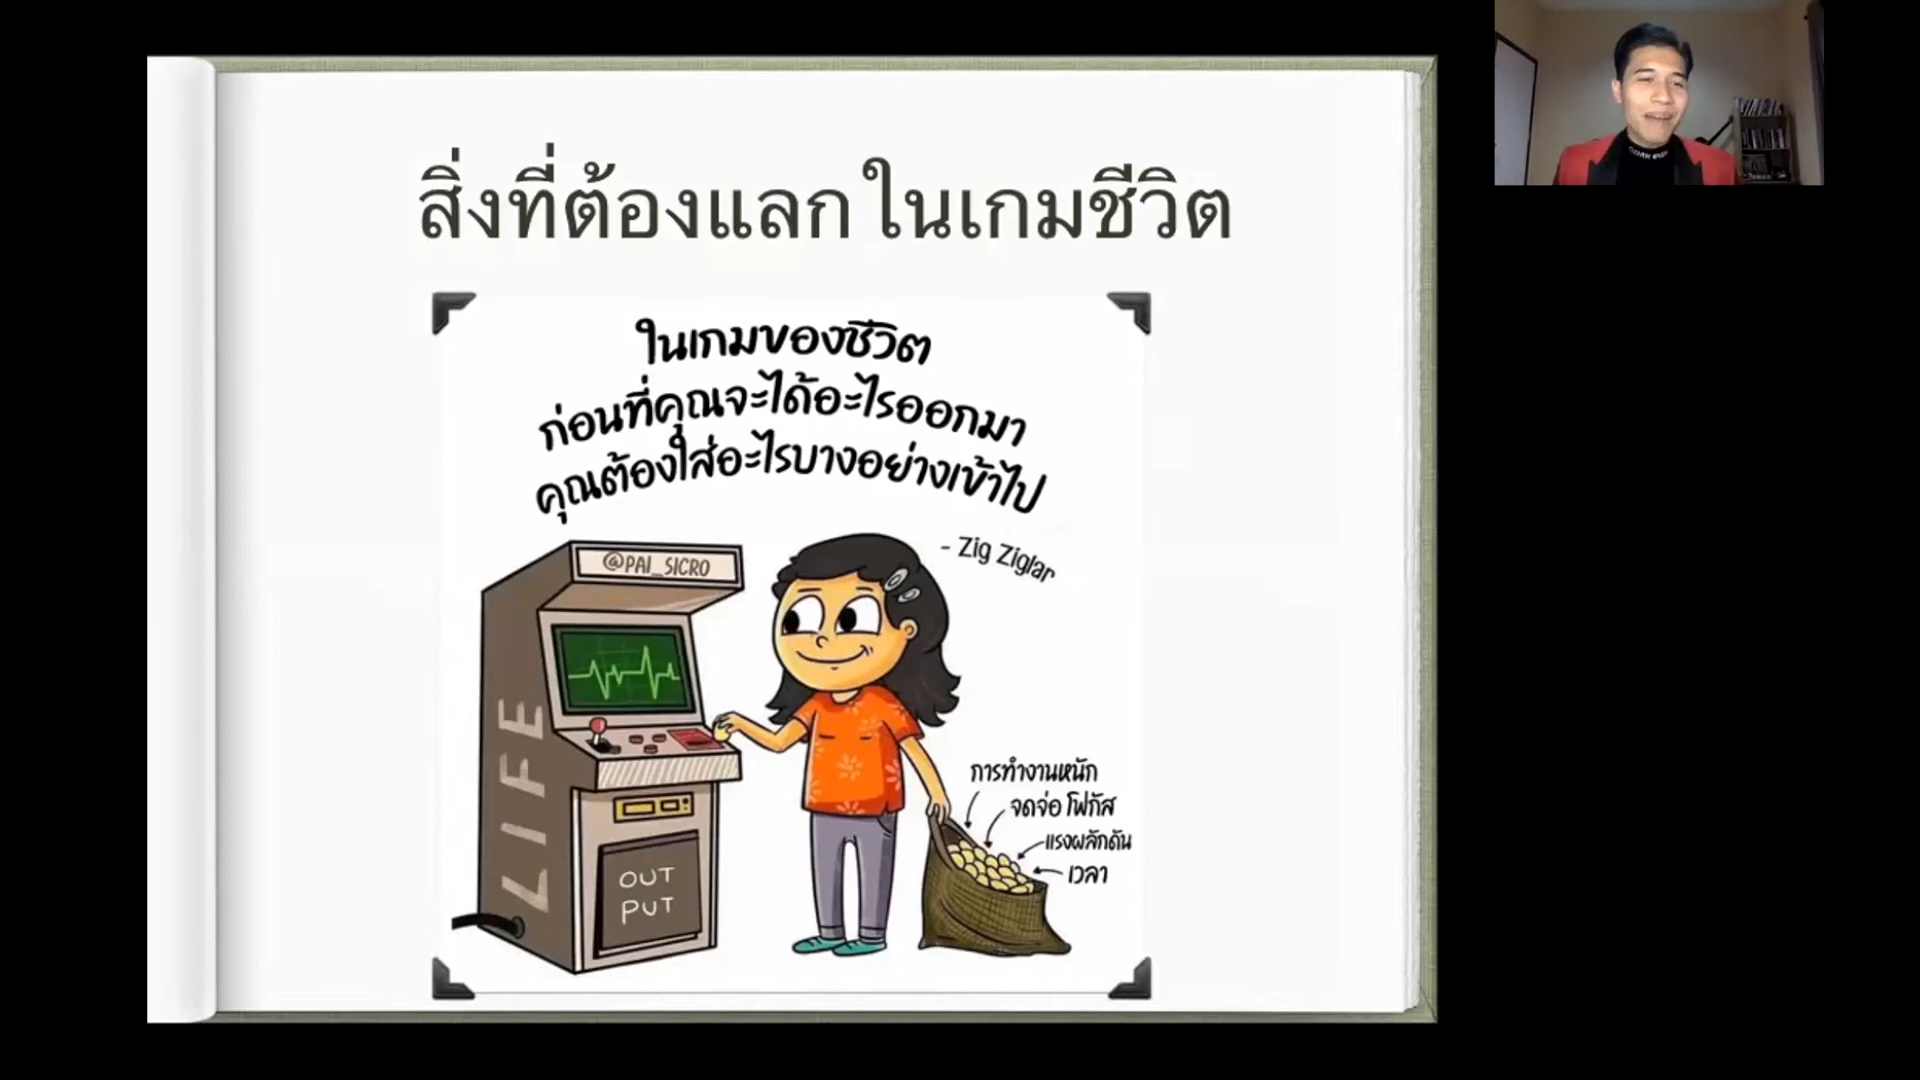 สิ่งที่ต้องแลก ในเกมชีวิต
ในเกมของชีวิต
ก่อนที่คุณจะได้อะไรออกมา
คุณต้องใส่อะไรบางอย่างเข้าไป
- Zig Ziglar
@PAI_SICRO
LIFE
OUT
PUT
การทำงานหนัก
จดจ่อ โฟกัส
แรงผลักดัน
เวลา